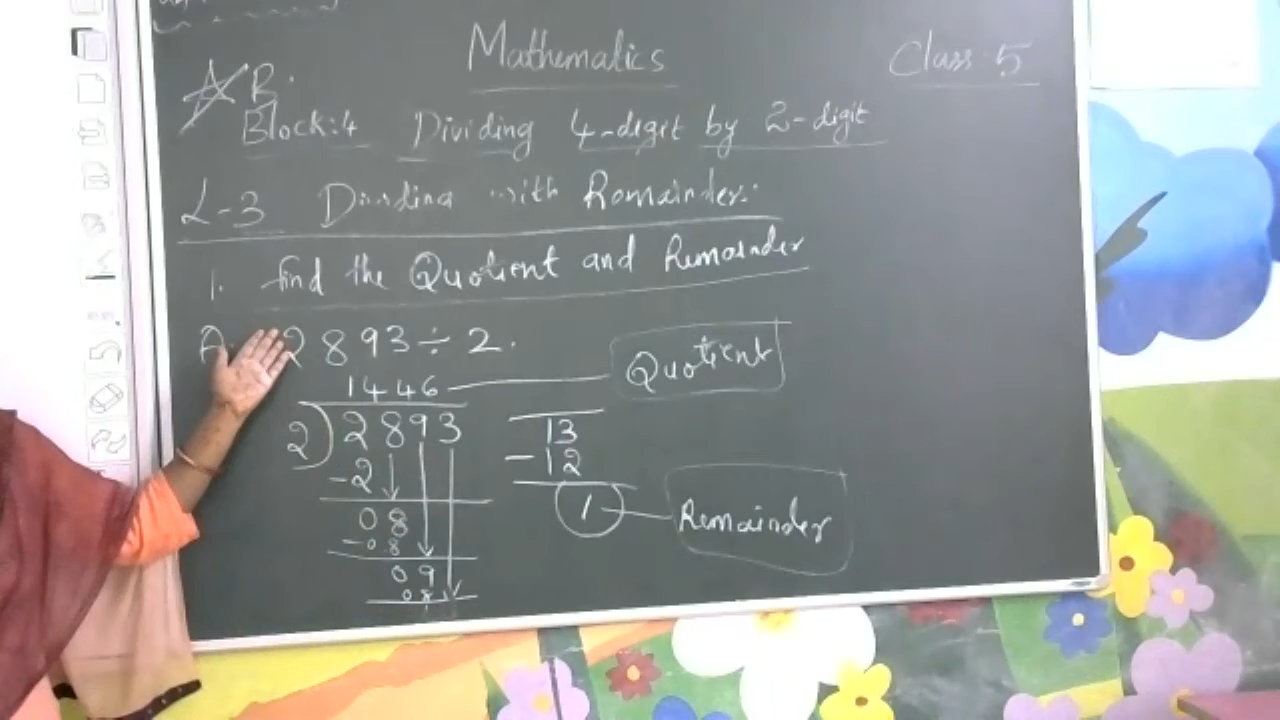 Mathematics
Class 5
B.
Block:4 Dividing 4-digit by 2-digit
L-3 Dividing with Remainder.
1. find the Quotient and Remainder
A. 2893÷2.
1446
Quotient
2)2893
-2
08
-08
09
08
13
-12
1
Remainder